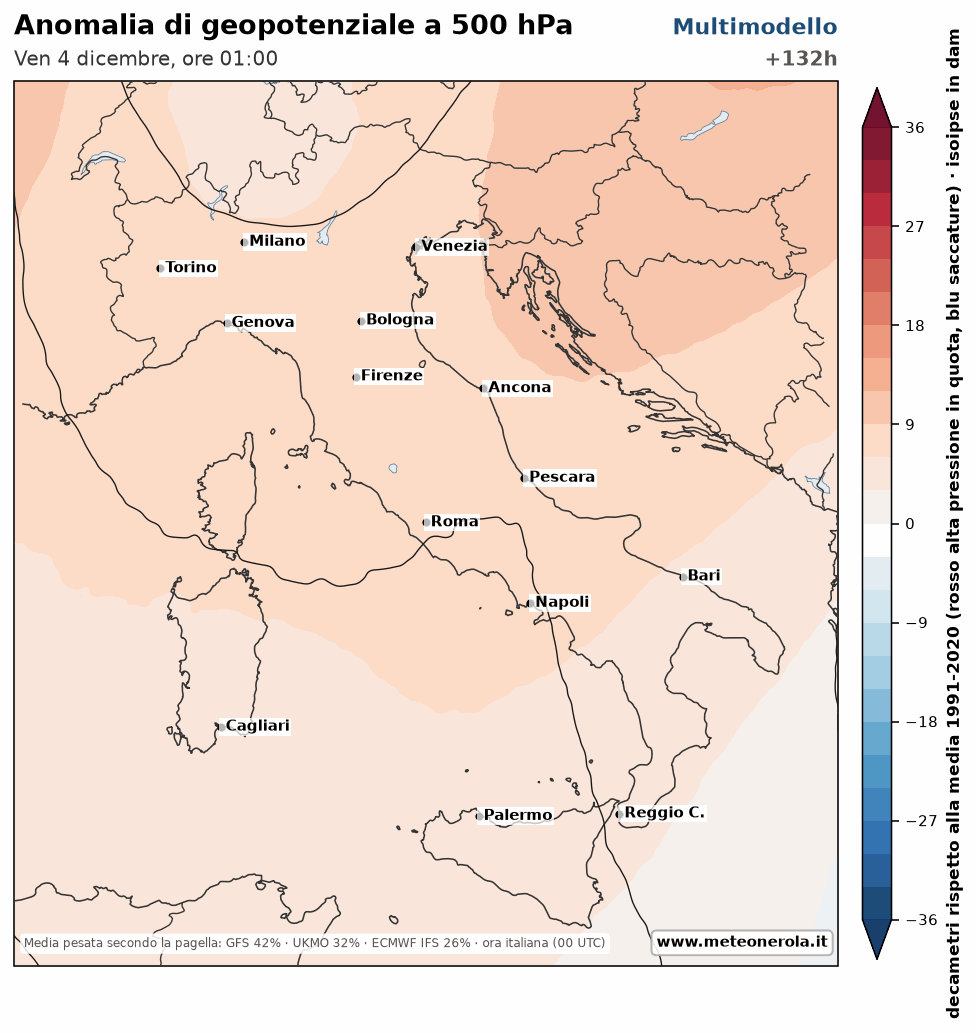 Anomalia di geopotenziale a 500 hPa
Multimodello
Ven 4 dicembre, ore 01:00
+132h
Milano
Venezia
Torino
Genova
Bologna
Firenze
Ancona
Pescara
Roma
Bari
Napoli
Cagliari
Palermo
Reggio C.
Media pesata secondo la pagella: GFS 42% · UKMO 32% · ECMWF IFS 26% · ora italiana (00 UTC)
www.meteonerola.it
36
27
18
9
0
−9
−18
−27
−36
decametri rispetto alla media 1991-2020 (rosso alta pressione in quota, blu saccature) · isoipse in dam